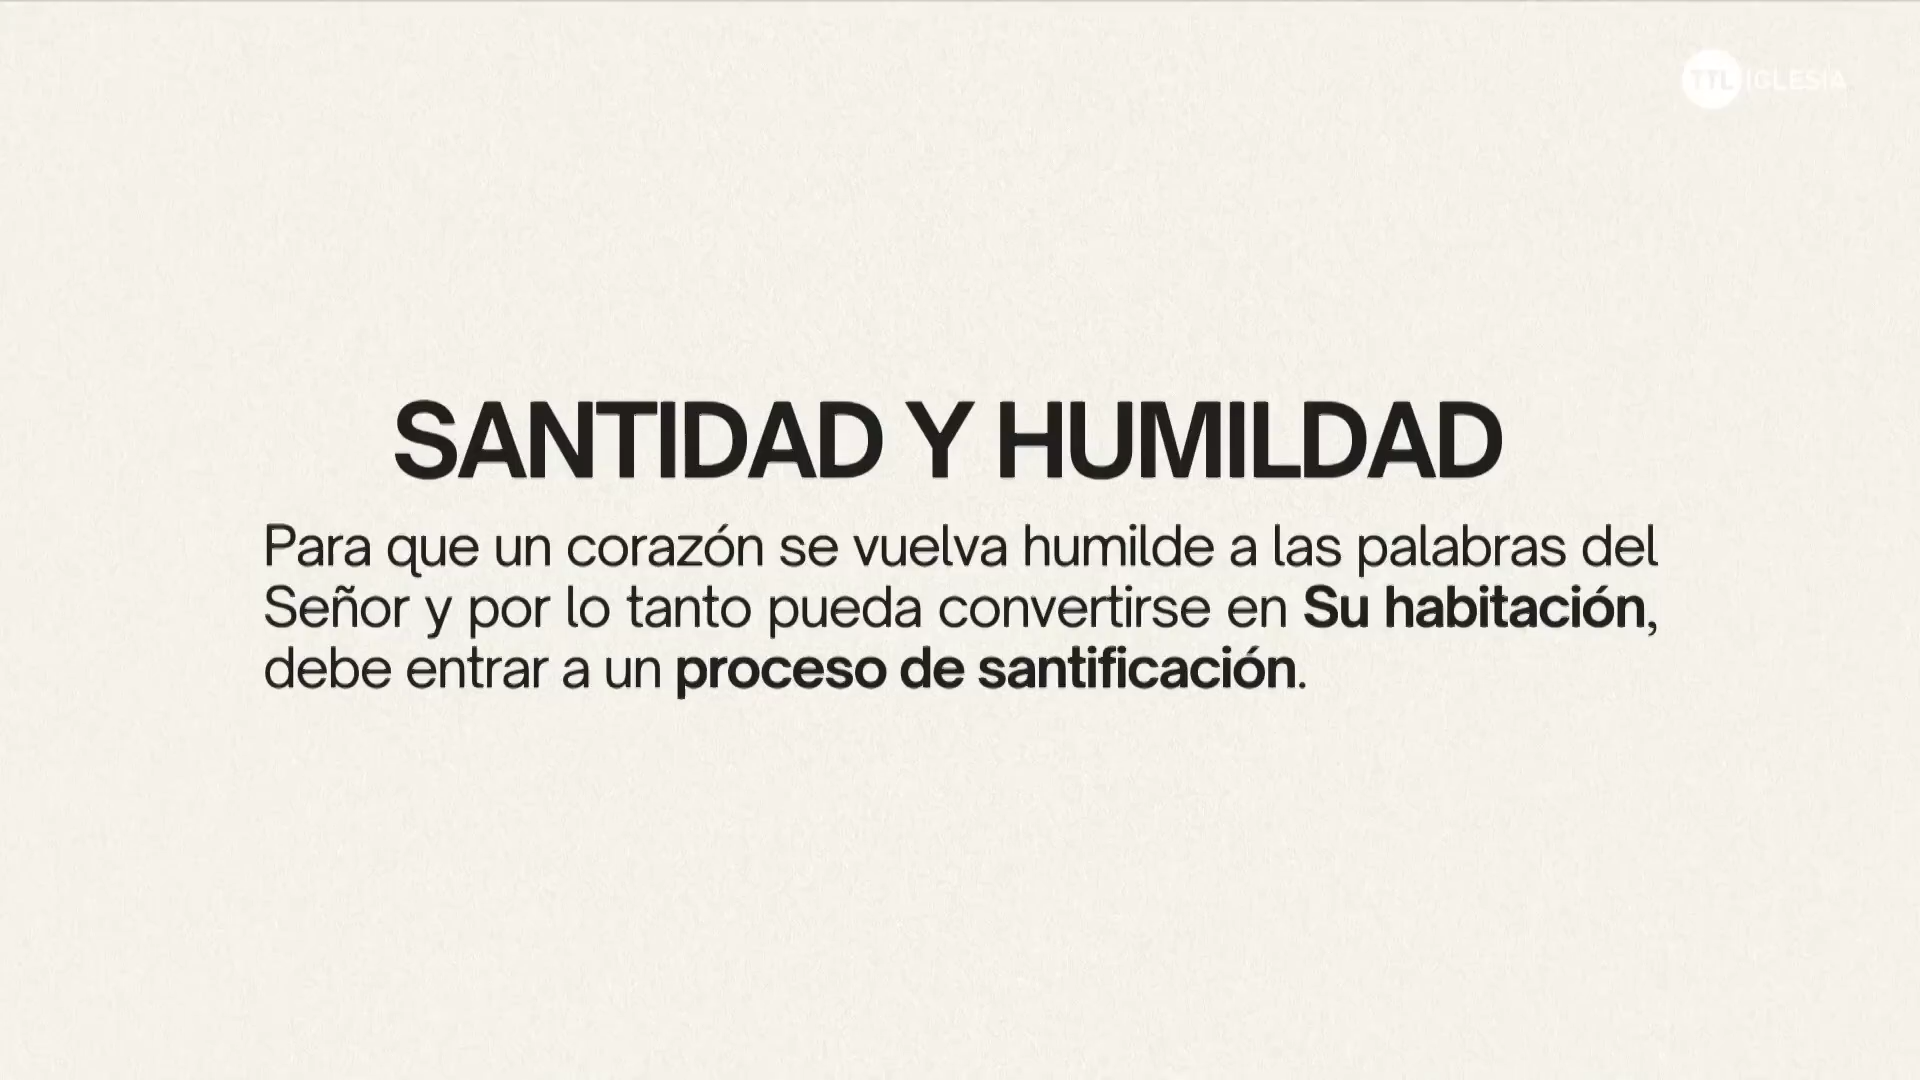 TTL IGLESIA
SANTIDAD Y HUMILDAD
Para que un corazón se vuelva humilde a las palabras del
Señor y por lo tanto pueda convertirse en Su habitación,
debe entrar a un proceso de santificación.